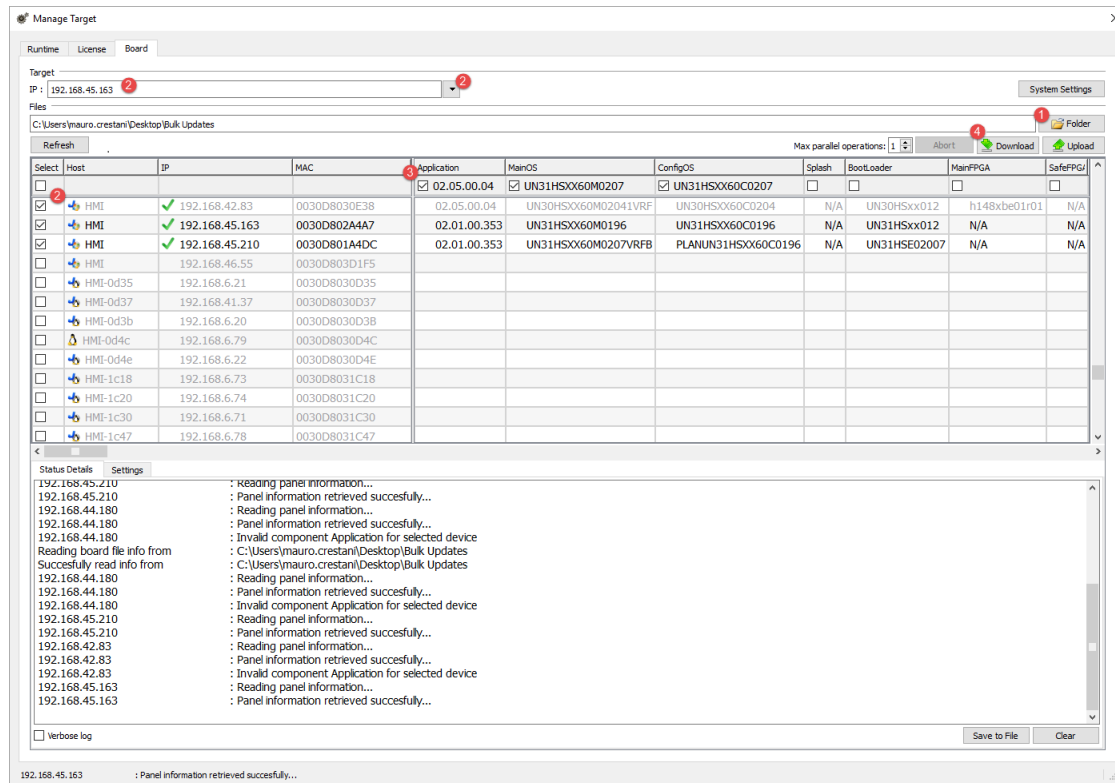 Manage Target
Runtime License Board
Target
IP : 192.168.45.163 2 2 System Settings
Files
C:\Users\mauro.crestani\Desktop\Bulk Updates 1 Folder
Refresh Max parallel operations: 1 Abort 4 Download Upload
Select Host IP MAC Application MainOS ConfigOS Splash BootLoader MainFPGA SafeFPGA
3 02.05.00.04 UN31HSXX60M0207 UN31HSXX60C0207
2 HMI 192.168.42.83 0030D8030E38 02.05.00.04 UN30HSXX60M02041VRF UN30HSXX60C0204 N/A UN30HSxx012 h148xbe01r01 N/A
HMI 192.168.45.163 0030D802A4A7 02.01.00.353 UN31HSXX60M0196 UN31HSXX60C0196 N/A UN31HSxx012 N/A N/A
HMI 192.168.45.210 0030D801A4DC 02.01.00.353 UN31HSXX60M0207VRFB PLANUN31HSXX60C0196 N/A UN31HSE02007 N/A N/A
HMI 192.168.46.55 0030D803D1F5
HMI-0d35 192.168.6.21 0030D8030D35
HMI-0d37 192.168.41.37 0030D8030D37
HMI-0d3b 192.168.6.20 0030D8030D3B
HMI-0d4c 192.168.6.79 0030D8030D4C
HMI-0d4e 192.168.6.22 0030D8030D4E
HMI-1c18 192.168.6.73 0030D8031C18
HMI-1c20 192.168.6.74 0030D8031C20
HMI-1c30 192.168.6.71 0030D8031C30
HMI-1c47 192.168.6.78 0030D8031C47
Status Details Settings
192.168.45.210 : Reading panel information...
192.168.45.210 : Panel information retrieved succesfully...
192.168.44.180 : Reading panel information...
192.168.44.180 : Panel information retrieved succesfully...
192.168.44.180 : Invalid component Application for selected device
Reading board file info from : C:\Users\mauro.crestani\Desktop\Bulk Updates
Succesfully read info from : C:\Users\mauro.crestani\Desktop\Bulk Updates
192.168.44.180 : Reading panel information...
192.168.44.180 : Panel information retrieved succesfully...
192.168.44.180 : Invalid component Application for selected device
192.168.45.210 : Reading panel information...
192.168.45.210 : Panel information retrieved succesfully...
192.168.42.83 : Reading panel information...
192.168.42.83 : Panel information retrieved succesfully...
192.168.42.83 : Invalid component Application for selected device
192.168.45.163 : Reading panel information...
192.168.45.163 : Panel information retrieved succesfully...
Verbose log Save to File Clear
192.168.45.163 : Panel information retrieved succesfully...